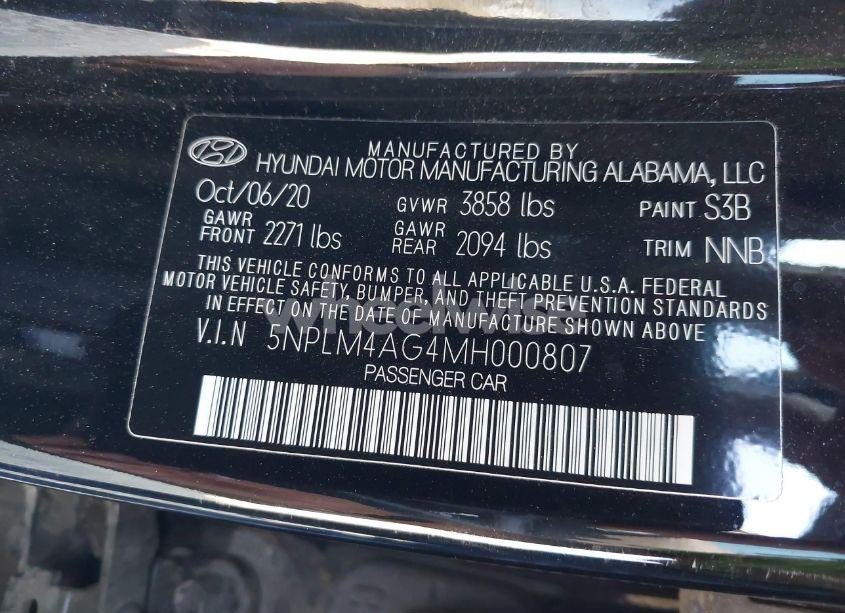 MANUFACTURED BY
HYUNDAI MOTOR MANUFACTURING ALABAMA, LLC
Oct/06/20 GVWR 3858 lbs PAINT S3B
GAWR FRONT 2271 lbs GAWR REAR 2094 lbs TRIM NNB
THIS VEHICLE CONFORMS TO ALL APPLICABLE U.S.A. FEDERAL
MOTOR VEHICLE SAFETY, BUMPER, AND THEFT PREVENTION STANDARDS
IN EFFECT ON THE DATE OF MANUFACTURE SHOWN ABOVE
wheelwise
V.I.N 5NPLM4AG4MH000807
PASSENGER CAR